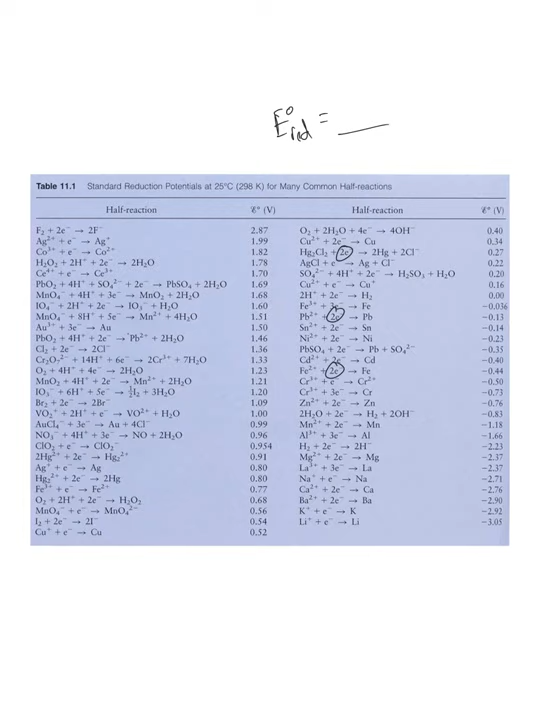 E°red = ___
Table 11.1 Standard Reduction Potentials at 25°C (298 K) for Many Common Half-reactions
Half-reaction ℰ° (V) Half-reaction ℰ° (V)
F₂ + 2e⁻ → 2F⁻ 2.87 O₂ + 2H₂O + 4e⁻ → 4OH⁻ 0.40
Ag²⁺ + e⁻ → Ag⁺ 1.99 Cu²⁺ + 2e⁻ → Cu 0.34
Co³⁺ + e⁻ → Co²⁺ 1.82 Hg₂Cl₂ + 2e⁻ → 2Hg + 2Cl⁻ 0.27
H₂O₂ + 2H⁺ + 2e⁻ → 2H₂O 1.78 AgCl + e⁻ → Ag + Cl⁻ 0.22
Ce⁴⁺ + e⁻ → Ce³⁺ 1.70 SO₄²⁻ + 4H⁺ + 2e⁻ → H₂SO₃ + H₂O 0.20
PbO₂ + 4H⁺ + SO₄²⁻ + 2e⁻ → PbSO₄ + 2H₂O 1.69 Cu²⁺ + e⁻ → Cu⁺ 0.16
MnO₄⁻ + 4H⁺ + 3e⁻ → MnO₂ + 2H₂O 1.68 2H⁺ + 2e⁻ → H₂ 0.00
IO₄⁻ + 2H⁺ + 2e⁻ → IO₃⁻ + H₂O 1.60 Fe³⁺ + 3e⁻ → Fe −0.036
MnO₄⁻ + 8H⁺ + 5e⁻ → Mn²⁺ + 4H₂O 1.51 Pb²⁺ + 2e⁻ → Pb −0.13
Au³⁺ + 3e⁻ → Au 1.50 Sn²⁺ + 2e⁻ → Sn −0.14
PbO₂ + 4H⁺ + 2e⁻ → Pb²⁺ + 2H₂O 1.46 Ni²⁺ + 2e⁻ → Ni −0.23
Cl₂ + 2e⁻ → 2Cl⁻ 1.36 PbSO₄ + 2e⁻ → Pb + SO₄²⁻ −0.35
Cr₂O₇²⁻ + 14H⁺ + 6e⁻ → 2Cr³⁺ + 7H₂O 1.33 Cd²⁺ + 2e⁻ → Cd −0.40
O₂ + 4H⁺ + 4e⁻ → 2H₂O 1.23 Fe²⁺ + 2e⁻ → Fe −0.44
MnO₂ + 4H⁺ + 2e⁻ → Mn²⁺ + 2H₂O 1.21 Cr³⁺ + e⁻ → Cr²⁺ −0.50
IO₃⁻ + 6H⁺ + 5e⁻ → ½I₂ + 3H₂O 1.20 Cr³⁺ + 3e⁻ → Cr −0.73
Br₂ + 2e⁻ → 2Br⁻ 1.09 Zn²⁺ + 2e⁻ → Zn −0.76
VO₂⁺ + 2H⁺ + e⁻ → VO²⁺ + H₂O 1.00 2H₂O + 2e⁻ → H₂ + 2OH⁻ −0.83
AuCl₄⁻ + 3e⁻ → Au + 4Cl⁻ 0.99 Mn²⁺ + 2e⁻ → Mn −1.18
NO₃⁻ + 4H⁺ + 3e⁻ → NO + 2H₂O 0.96 Al³⁺ + 3e⁻ → Al −1.66
ClO₂ + e⁻ → ClO₂⁻ 0.954 H₂ + 2e⁻ → 2H⁻ −2.23
2Hg²⁺ + 2e⁻ → Hg₂²⁺ 0.91 Mg²⁺ + 2e⁻ → Mg −2.37
Ag⁺ + e⁻ → Ag 0.80 La³⁺ + 3e⁻ → La −2.37
Hg₂²⁺ + 2e⁻ → 2Hg 0.80 Na⁺ + e⁻ → Na −2.71
Fe³⁺ + e⁻ → Fe²⁺ 0.77 Ca²⁺ + 2e⁻ → Ca −2.76
O₂ + 2H⁺ + 2e⁻ → H₂O₂ 0.68 Ba²⁺ + 2e⁻ → Ba −2.90
MnO₄⁻ + e⁻ → MnO₄²⁻ 0.56 K⁺ + e⁻ → K −2.92
I₂ + 2e⁻ → 2I⁻ 0.54 Li⁺ + e⁻ → Li −3.05
Cu⁺ + e⁻ → Cu 0.52